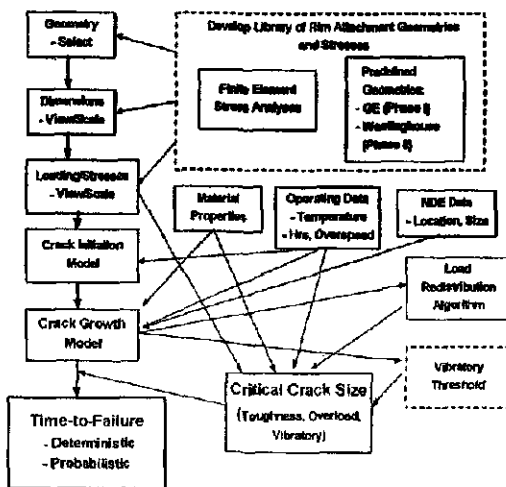 Geometry
- Select
Dimensions
- View/Scale
Loading/Stresses
- View/Scale
Crack Initiation
Model
Crack Growth
Model
Time-to-Failure
- Deterministic
- Probabilistic
Develop Library of Rim Attachment Geometries
and Stresses
Finite Element
Stress Analyses
Predefined
Geometries:
- GE (Phase I)
- Westinghouse
(Phase II)
Material
Properties
Operating Data
- Temperature
- Hrs, Overspeed
NDE Data
- Location, Size
Load
Redistribution
Algorithm
Vibratory
Threshold
Critical Crack Size
(Toughness, Overload,
Vibratory)